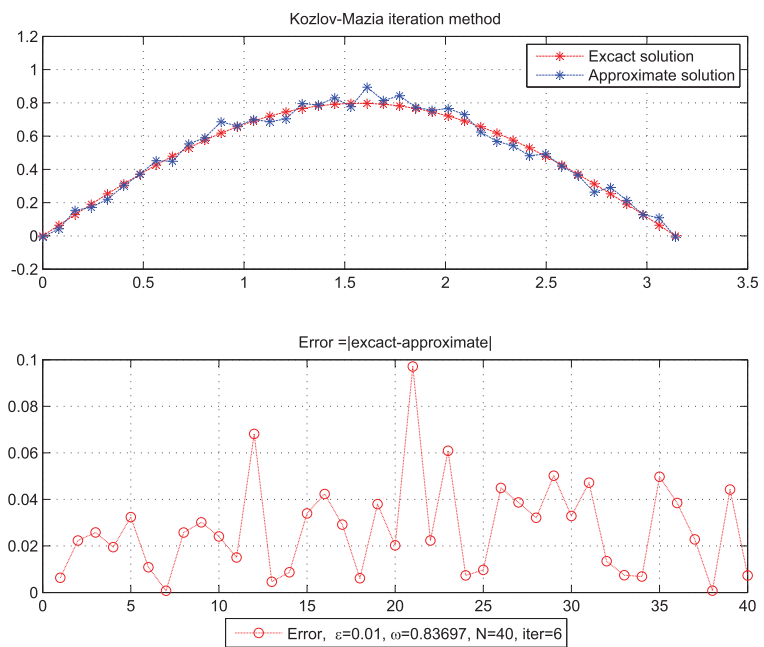 Kozlov-Mazia iteration method
1.2
1
0.8
0.6
0.4
0.2
0
-0.2
0 0.5 1 1.5 2 2.5 3 3.5
Excact solution
Approximate solution
Error =|excact-approximate|
0.1
0.08
0.06
0.04
0.02
0
0 5 10 15 20 25 30 35 40
Error, ε=0.01, ω=0.83697, N=40, iter=6